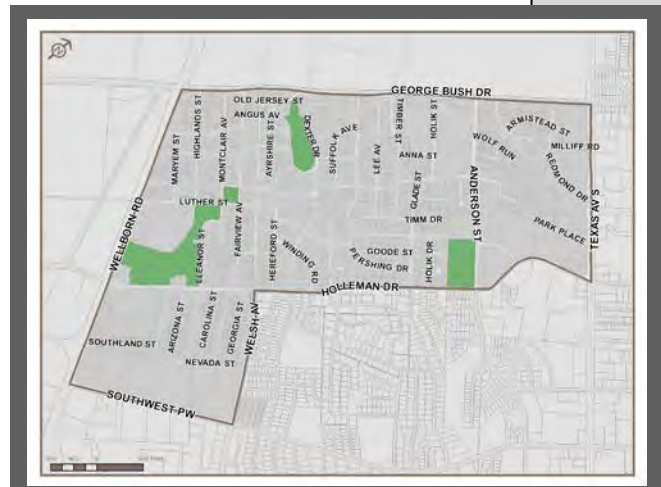 GEORGE BUSH DR
OLD JERSEY ST
ANGUS AV
MARYEM ST
HIGHLANDS ST
MONTCLAIR AV
AYRSHIRE ST
DEXTER DR
SUFFOLK AVE
LEE AV
TIMBER ST
HOLIK ST
ANNA ST
GLADE ST
WOLF RUN
ARMISTEAD ST
MILLIFF RD
REDMOND DR
ANDERSON ST
LUTHER ST
TIMM DR
PARK PLACE
TEXAS AV S
WELLBORN RD
ELEANOR ST
FAIRVIEW AV
HEREFORD ST
WINDING RD
GOODE ST
PERSHING DR
HOLIK DR
HOLLEMAN DR
SOUTHLAND ST
ARIZONA ST
CAROLINA ST
GEORGIA ST
WELSH AV
NEVADA ST
SOUTHWEST PW